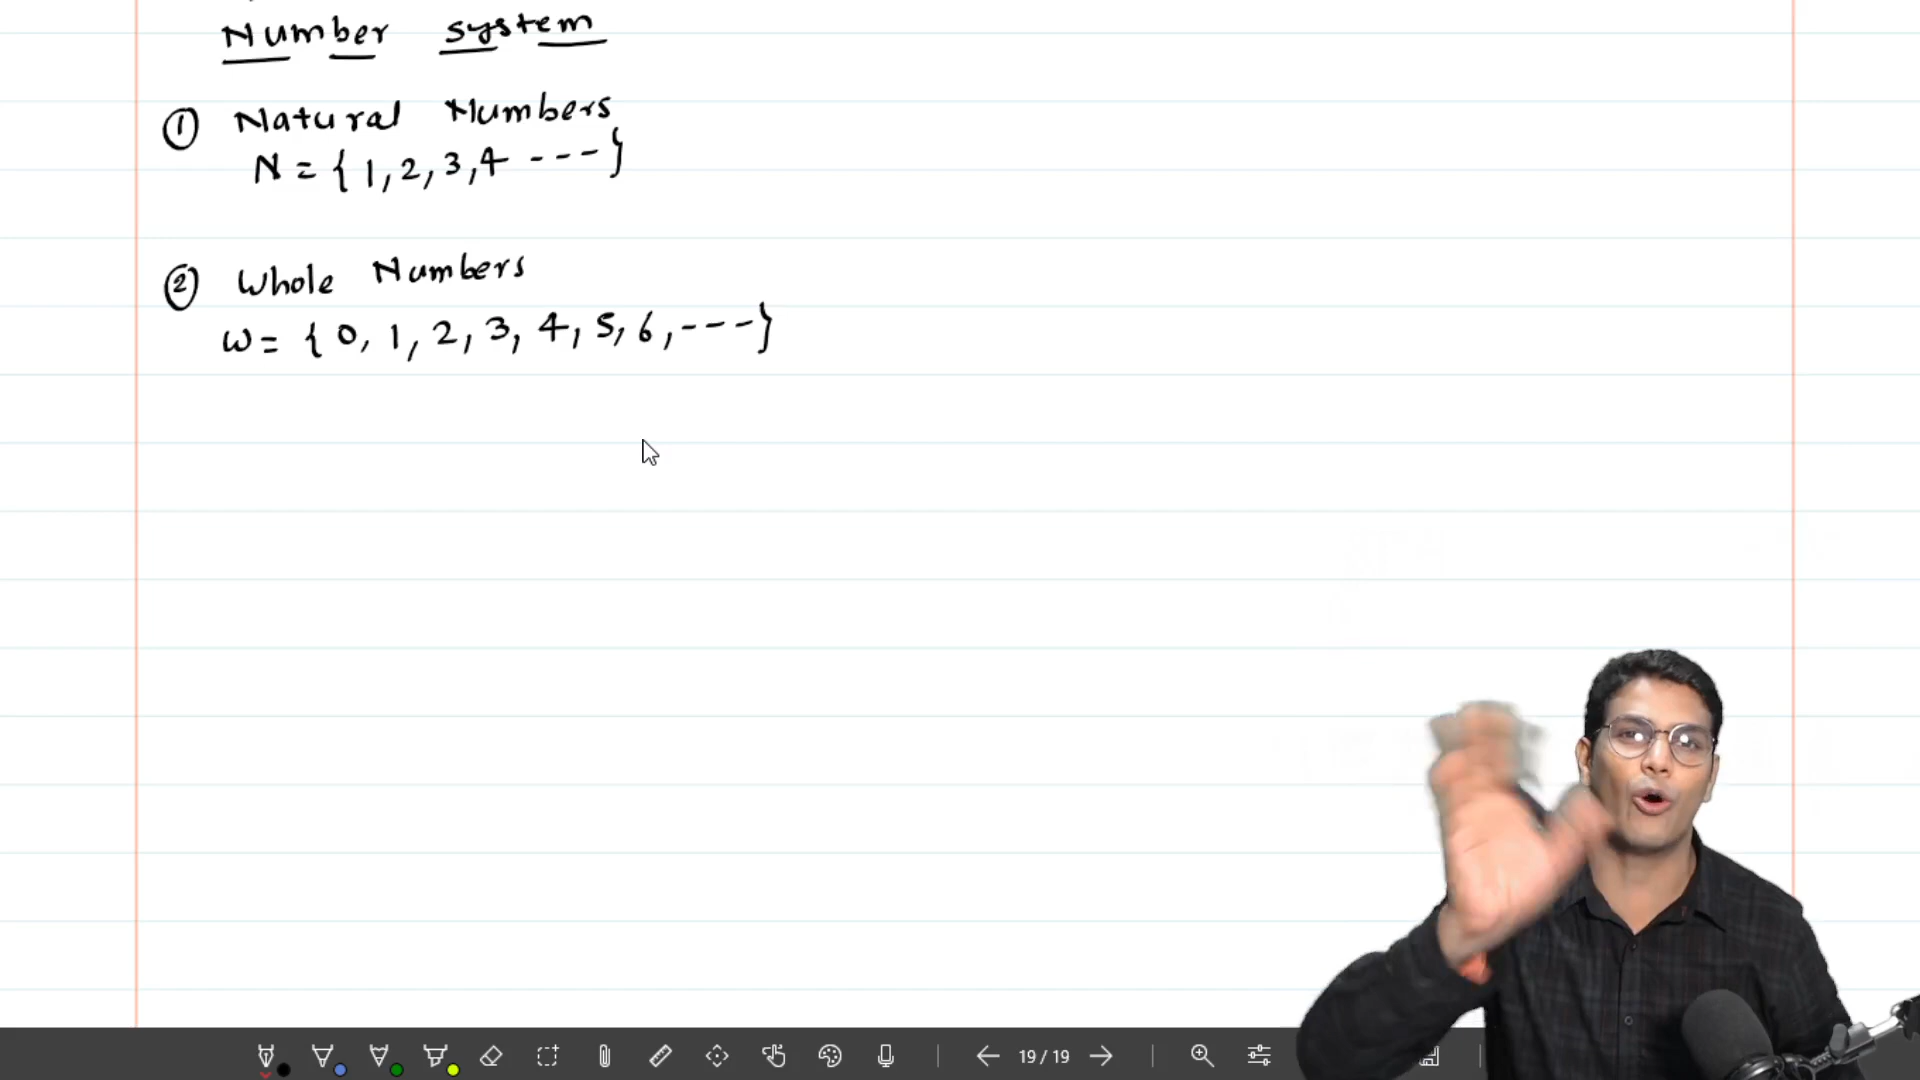 Number system
① Natural Numbers
N = { 1, 2, 3, 4 ---}
② Whole Numbers
W = { 0, 1, 2, 3, 4, 5, 6, ---}
19 / 19